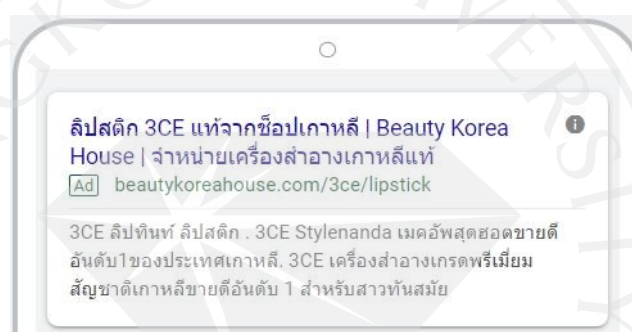 ลิปสติก 3CE แท้จากช็อปเกาหลี | Beauty Korea
House | จำหน่ายเครื่องสำอางเกาหลีแท้
Ad beautykoreahouse.com/3ce/lipstick
3CE ลิปทินท์ ลิปสติก . 3CE Stylenanda เมคอัพสุดฮอตขายดี
อันดับ1ของประเทศเกาหลี. 3CE เครื่องสำอางเกรดพรีเมี่ยม
สัญชาติเกาหลีขายดีอันดับ 1 สำหรับสาวทันสมัย